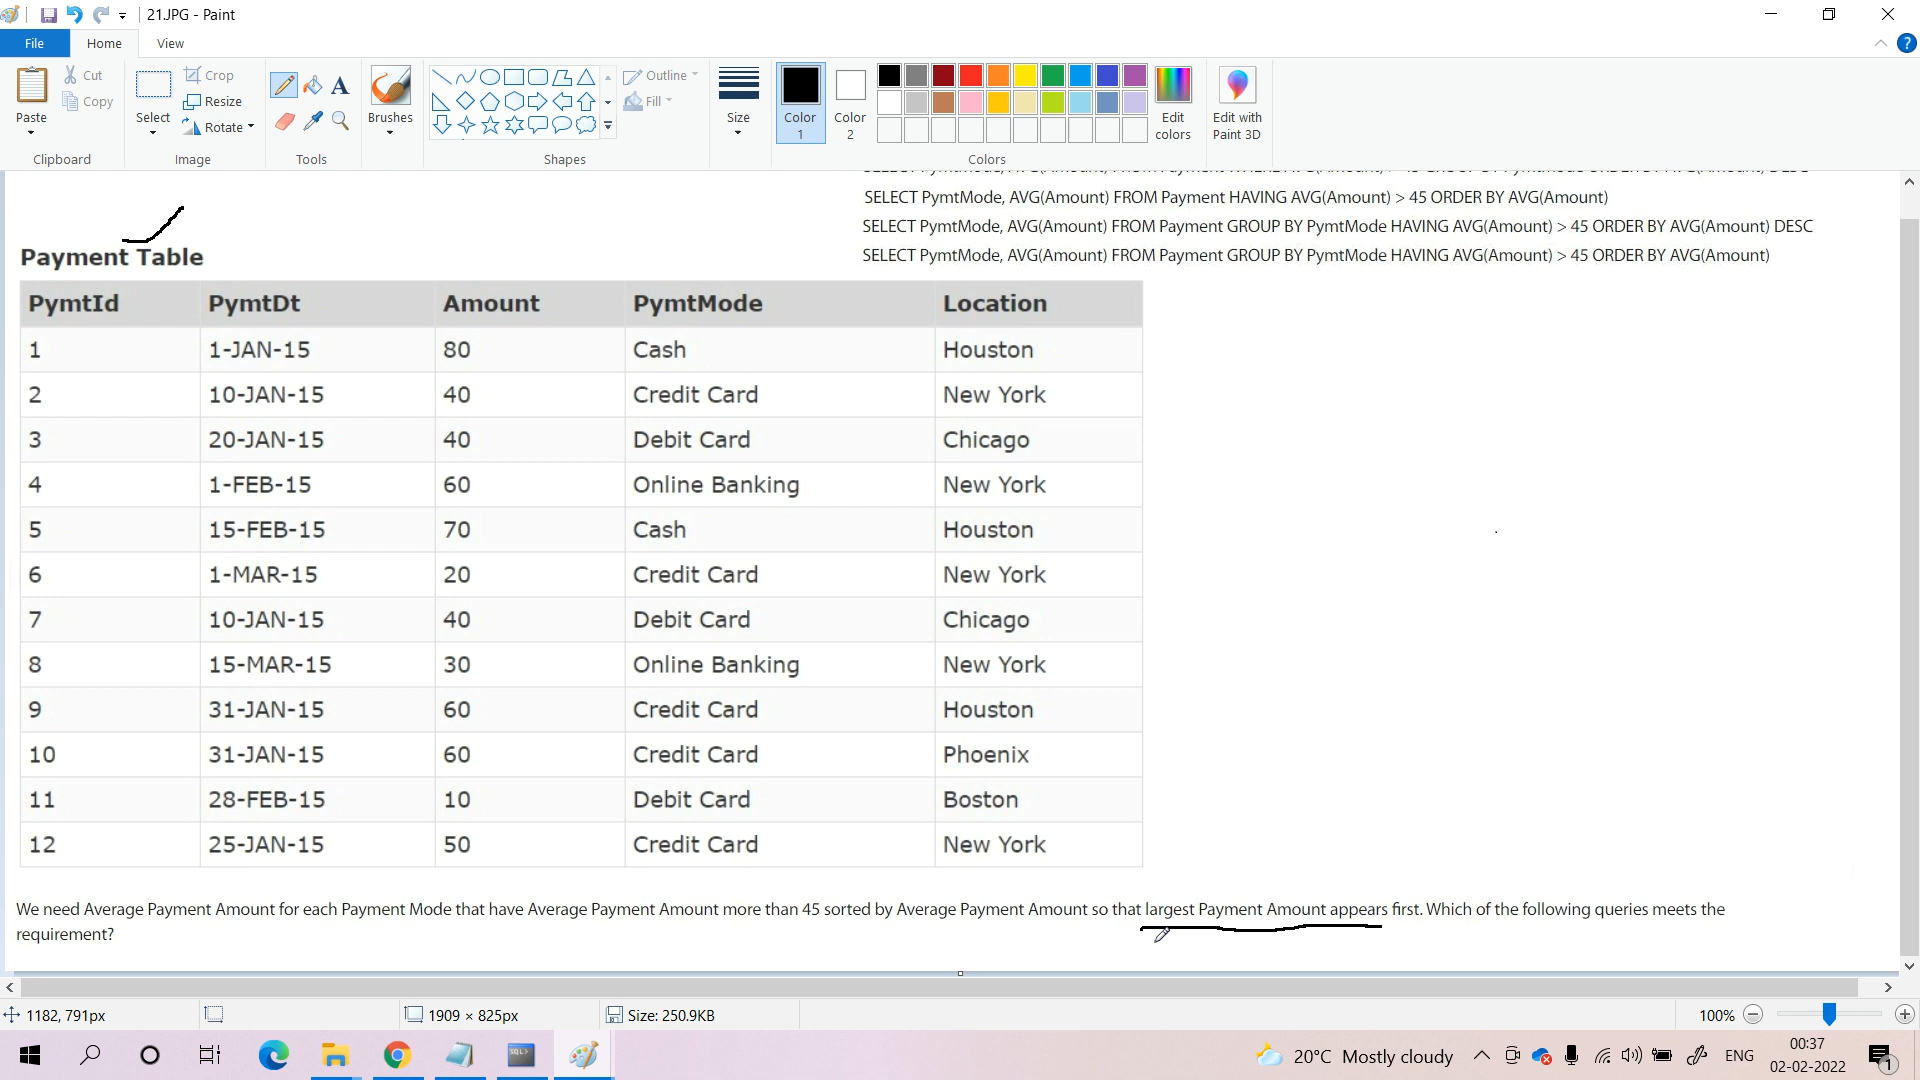 21.JPG - Paint
File Home View
Paste
Cut
Copy
Clipboard
Select
Crop
Resize
Rotate
Image
Tools
Brushes
Shapes
Outline
Fill
Size
Color 1
Color 2
Edit colors
Colors
Edit with Paint 3D
SELECT PymtMode, AVG(Amount) FROM Payment HAVING AVG(Amount) > 45 ORDER BY AVG(Amount)
SELECT PymtMode, AVG(Amount) FROM Payment GROUP BY PymtMode HAVING AVG(Amount) > 45 ORDER BY AVG(Amount) DESC
SELECT PymtMode, AVG(Amount) FROM Payment GROUP BY PymtMode HAVING AVG(Amount) > 45 ORDER BY AVG(Amount)
Payment Table
PymtId PymtDt Amount PymtMode Location
1 1-JAN-15 80 Cash Houston
2 10-JAN-15 40 Credit Card New York
3 20-JAN-15 40 Debit Card Chicago
4 1-FEB-15 60 Online Banking New York
5 15-FEB-15 70 Cash Houston
6 1-MAR-15 20 Credit Card New York
7 10-JAN-15 40 Debit Card Chicago
8 15-MAR-15 30 Online Banking New York
9 31-JAN-15 60 Credit Card Houston
10 31-JAN-15 60 Credit Card Phoenix
11 28-FEB-15 10 Debit Card Boston
12 25-JAN-15 50 Credit Card New York
We need Average Payment Amount for each Payment Mode that have Average Payment Amount more than 45 sorted by Average Payment Amount so that largest Payment Amount appears first. Which of the following queries meets the
requirement?
1182, 791px 1909 × 825px Size: 250.9KB 100%
20°C Mostly cloudy ENG 00:37
02-02-2022
1